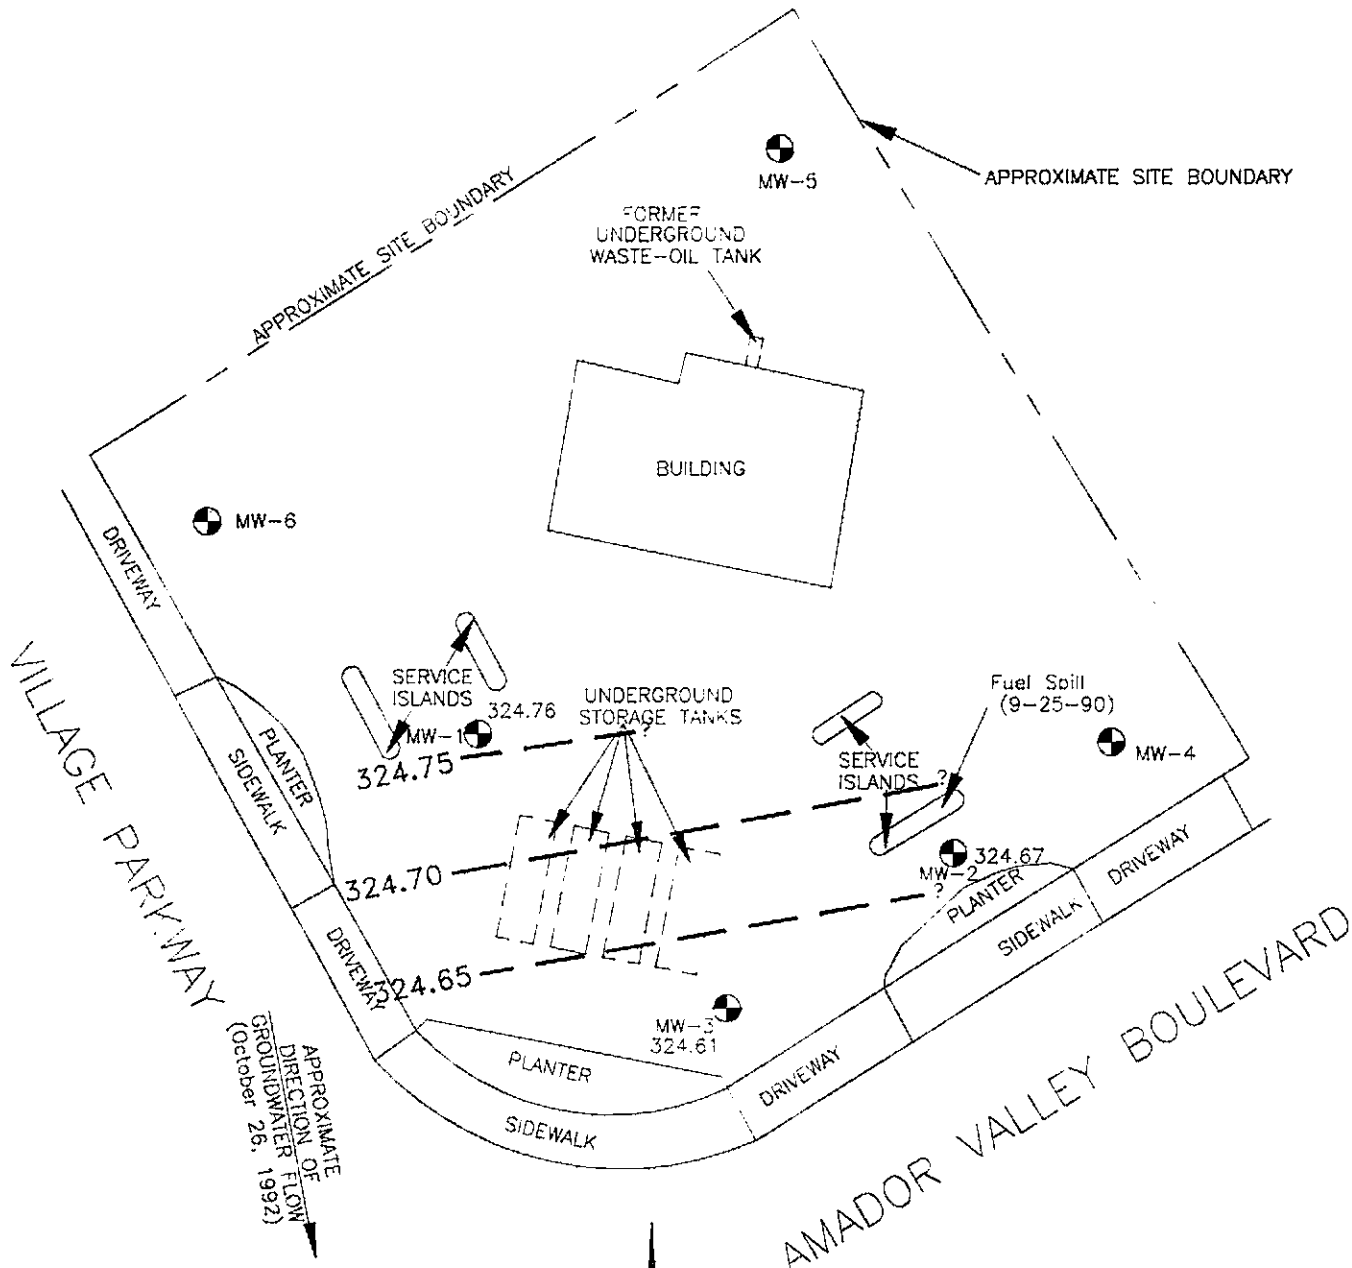 MW-5
APPROXIMATE SITE BOUNDARY
APPROXIMATE SITE BOUNDARY
FORMER
UNDERGROUND
WASTE-OIL TANK
BUILDING
MW-6
DRIVEWAY
SERVICE
ISLANDS
324.76
MW-1
UNDERGROUND
STORAGE TANKS
?
324.75
Fuel Spill
(9-25-90)
MW-4
SERVICE
ISLANDS
?
PLANTER
SIDEWALK
324.70
324.67
MW-2
?
PLANTER
SIDEWALK
DRIVEWAY
DRIVEWAY
324.65
MW-3
324.61
PLANTER
SIDEWALK
DRIVEWAY
VILLAGE PARKWAY
AMADOR VALLEY BOULEVARD
APPROXIMATE
DIRECTION OF
GROUNDWATER FLOW
(October 26, 1992)